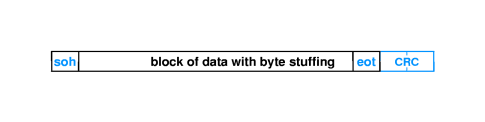 soh block of data with byte stuffing eot CRC